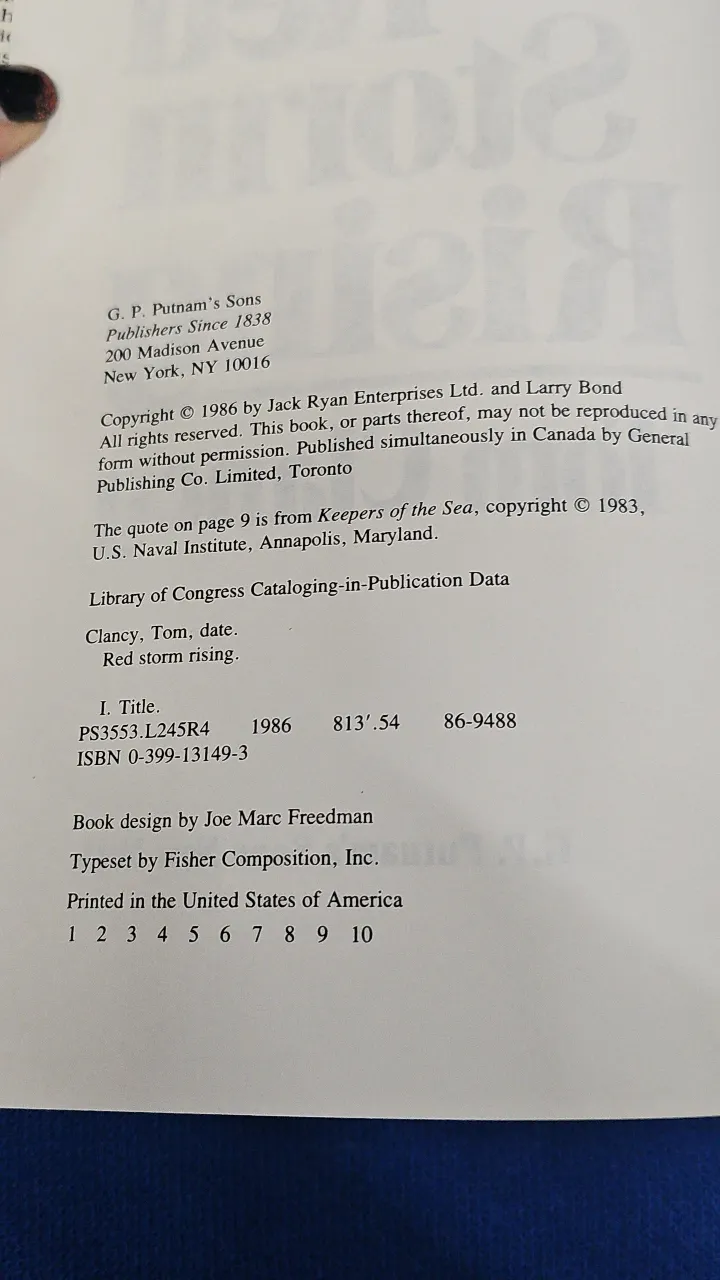 G. P. Putnam's Sons
Publishers Since 1838
200 Madison Avenue
New York, NY 10016
Copyright © 1986 by Jack Ryan Enterprises Ltd. and Larry Bond
All rights reserved. This book, or parts thereof, may not be reproduced in any
form without permission. Published simultaneously in Canada by General
Publishing Co. Limited, Toronto
The quote on page 9 is from Keepers of the Sea, copyright © 1983,
U.S. Naval Institute, Annapolis, Maryland.
Library of Congress Cataloging-in-Publication Data
Clancy, Tom, date.
Red storm rising.
I. Title.
PS3553.L245R4 1986 813′.54 86-9488
ISBN 0-399-13149-3
Book design by Joe Marc Freedman
Typeset by Fisher Composition, Inc.
Printed in the United States of America
1 2 3 4 5 6 7 8 9 10